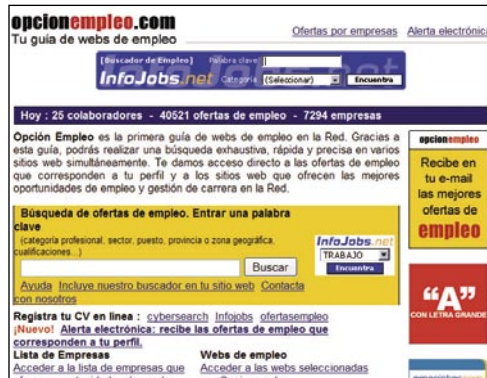 opcionempleo.com
Tu guía de webs de empleo
Ofertas por empresas Alerta electrónica
[Buscador de Empleo] Palabra clave
InfoJobs.net Categoría (Seleccionar) Encuentra
Hoy : 25 colaboradores - 40521 ofertas de empleo - 7294 empresas
Opción Empleo es la primera guía de webs de empleo en la Red. Gracias a
esta guía, podrás realizar una búsqueda exhaustiva, rápida y precisa en varios
sitios web simultáneamente. Te damos acceso directo a las ofertas de empleo
que corresponden a tu perfil y a los sitios web que ofrecen las mejores
oportunidades de empleo y gestión de carrera en la Red.
Búsqueda de ofertas de empleo. Entrar una palabra
clave
(categoría profesional, sector, puesto, provincia o zona geográfica,
cualificaciones...)
Buscar
InfoJobs.net
TRABAJO
Encuentra
Ayuda Incluye nuestro buscador en tu sitio web Contacta
con nosotros
Registra tu CV en linea : cybersearch Infojobs ofertasempleo
¡Nuevo! Alerta electrónica: recibe las ofertas de empleo que
corresponden a tu perfil.
Lista de Empresas Webs de empleo
Acceder a la lista de empresas que Acceder a las webs seleccionadas
opcionempleo
Recibe en
tu e-mail
las mejores
ofertas de
empleo
“A”
CON LETRA GRANDE